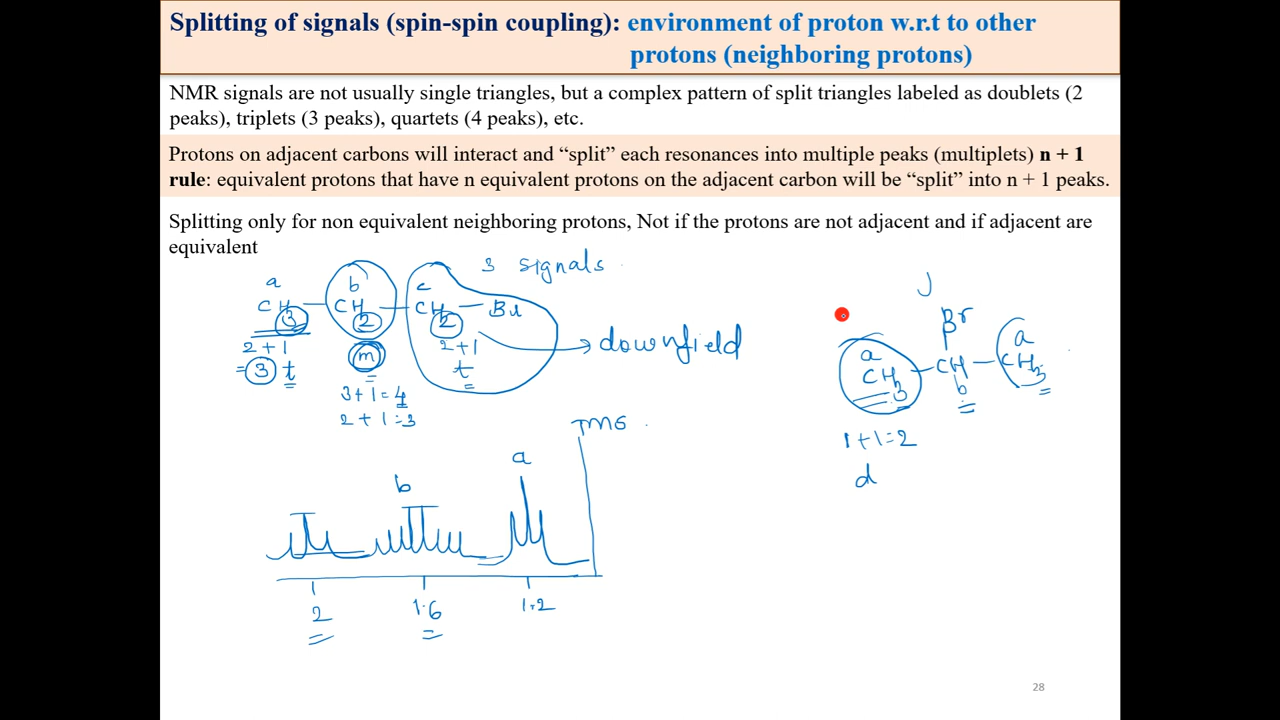 Splitting of signals (spin-spin coupling): environment of proton w.r.t to other
protons (neighboring protons)
NMR signals are not usually single triangles, but a complex pattern of split triangles labeled as doublets (2
peaks), triplets (3 peaks), quartets (4 peaks), etc.
Protons on adjacent carbons will interact and “split” each resonances into multiple peaks (multiplets) n + 1
rule: equivalent protons that have n equivalent protons on the adjacent carbon will be “split” into n + 1 peaks.
Splitting only for non equivalent neighboring protons, Not if the protons are not adjacent and if adjacent are
equivalent
3 signals
a b c
CH3 — CH2 — CH2 — Br
2+1 m 2+1
= 3 t t
3+1=4
2+1=3
downfield
Br
a a
CH3 — CH — CH3
b
1+1=2
d
TMS
a
b
2 1.6 1.2
28